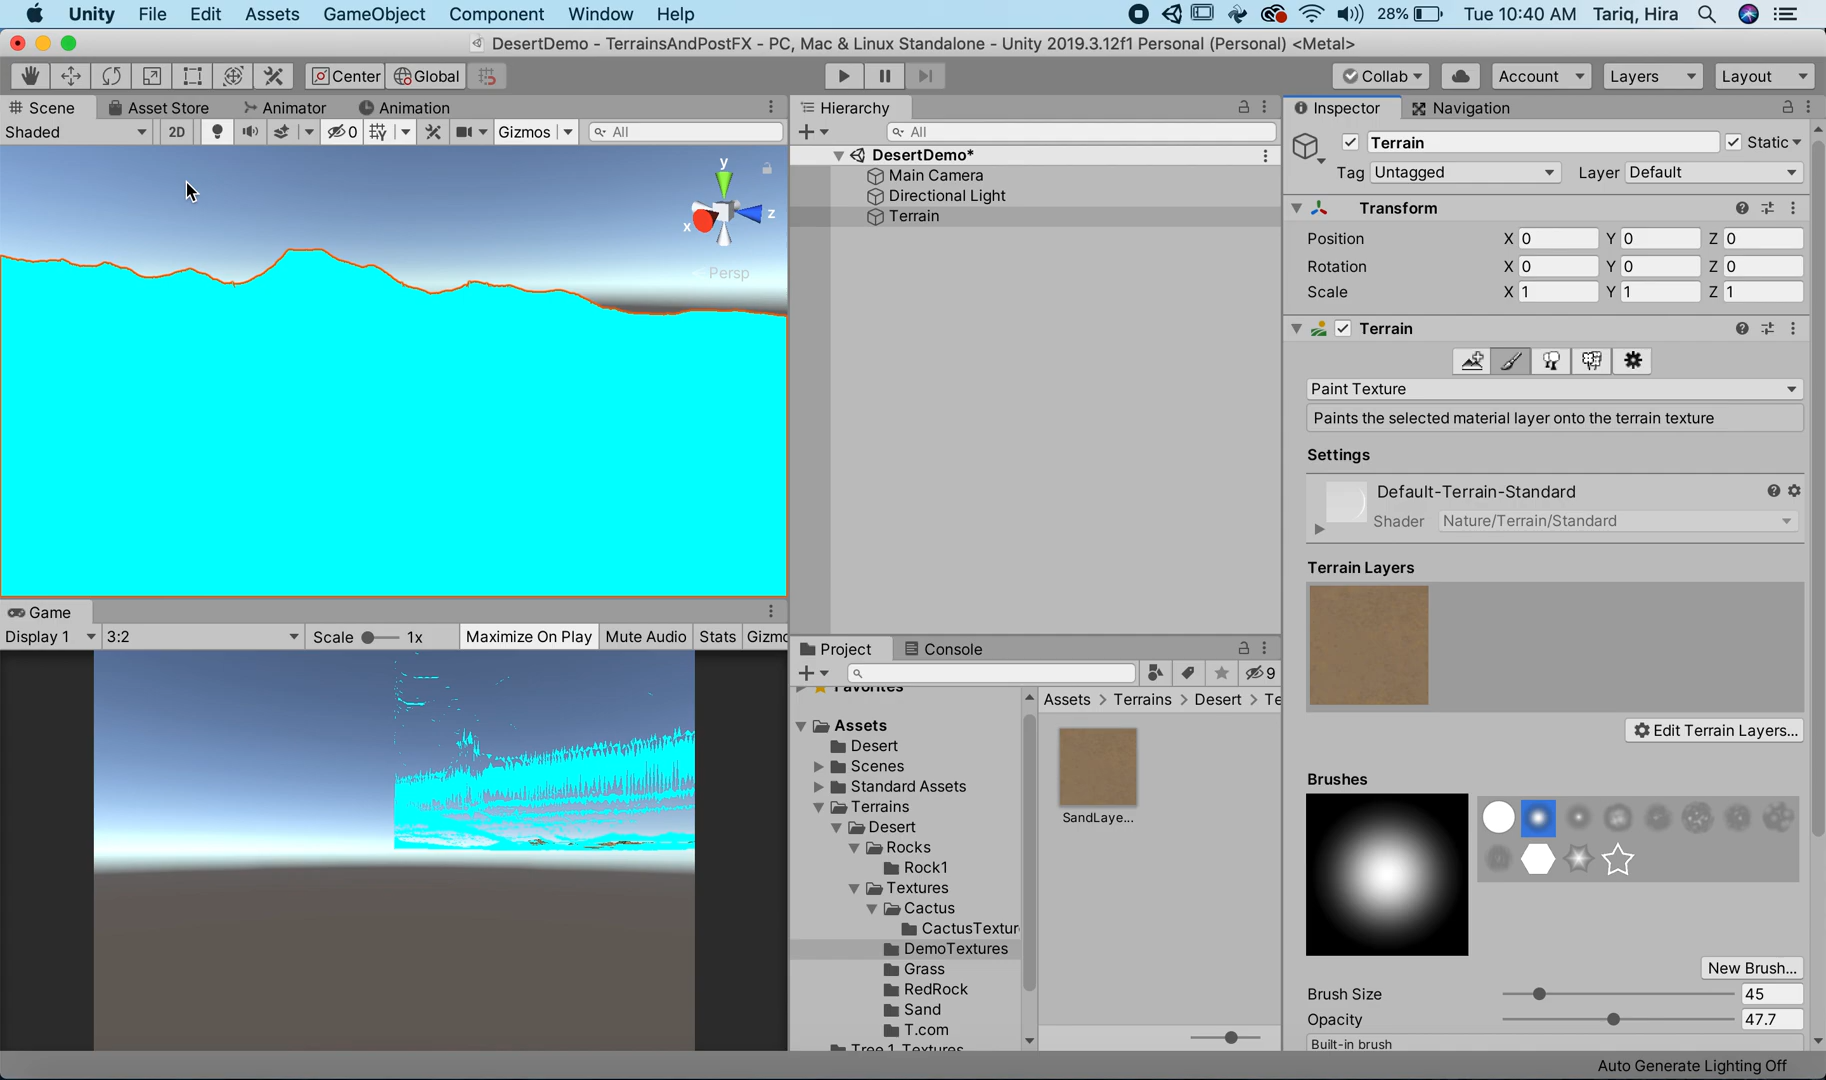 Unity File Edit Assets GameObject Component Window Help 28% Tue 10:40 AM Tariq, Hira
DesertDemo - TerrainsAndPostFX - PC, Mac & Linux Standalone - Unity 2019.3.12f1 Personal (Personal) <Metal>
Center Global Collab Account Layers Layout
Scene Asset Store Animator Animation
Shaded 2D 0 Gizmos All
y
x
z
Persp
Game
Display 1 3:2 Scale 1x Maximize On Play Mute Audio Stats Gizmo
Hierarchy
All
DesertDemo*
Main Camera
Directional Light
Terrain
Project Console
9
Favorites
Assets
Desert
Scenes
Standard Assets
Terrains
Desert
Rocks
Rock1
Textures
Cactus
CactusTextur
DemoTextures
Grass
RedRock
Sand
T.com
Tree 1 Textures
Assets > Terrains > Desert > Te
SandLaye...
Inspector Navigation
Terrain Static
Tag Untagged Layer Default
Transform
Position X 0 Y 0 Z 0
Rotation X 0 Y 0 Z 0
Scale X 1 Y 1 Z 1
Terrain
Paint Texture
Paints the selected material layer onto the terrain texture
Settings
Default-Terrain-Standard
Shader Nature/Terrain/Standard
Terrain Layers
Edit Terrain Layers...
Brushes
New Brush...
Brush Size 45
Opacity 47.7
Built-in brush
Auto Generate Lighting Off